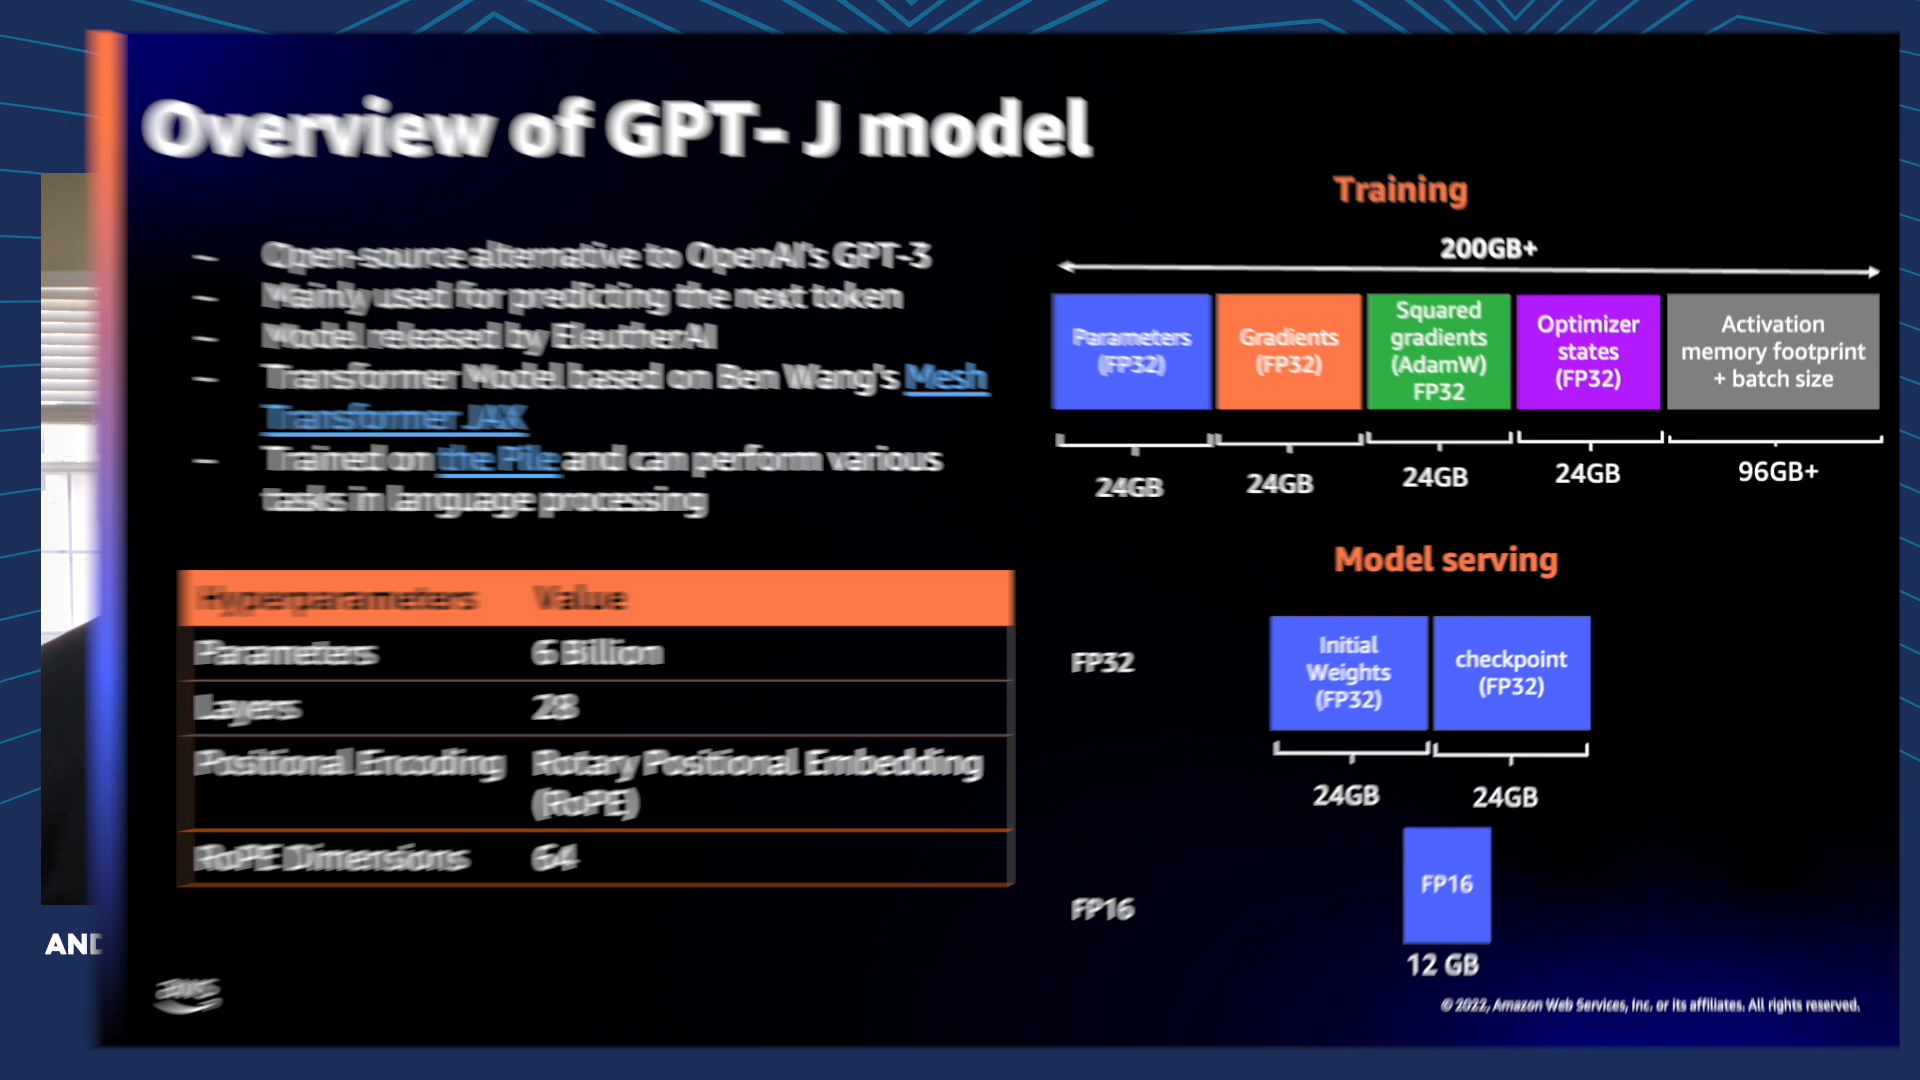 Overview of GPT- J model
– Open-source alternative to OpenAI's GPT-3
– Mainly used for predicting the next token
– Model released by EleutherAI
– Transformer Model based on Ben Wang's Mesh
Transformer JAX
– Trained on the Pile and can perform various
tasks in language processing
Hyperparameters Value
Parameters 6 Billion
Layers 28
Positional Encoding Rotary Positional Embedding
(RoPE)
RoPE Dimensions 64
Training
200GB+
Parameters
(FP32)
Gradients
(FP32)
Squared
gradients
(AdamW)
FP32
Optimizer
states
(FP32)
Activation
memory footprint
+ batch size
24GB 24GB 24GB 24GB 96GB+
Model serving
FP32
Initial
Weights
(FP32)
checkpoint
(FP32)
24GB 24GB
FP16
FP16
12 GB
aws
© 2022, Amazon Web Services, Inc. or its affiliates. All rights reserved.